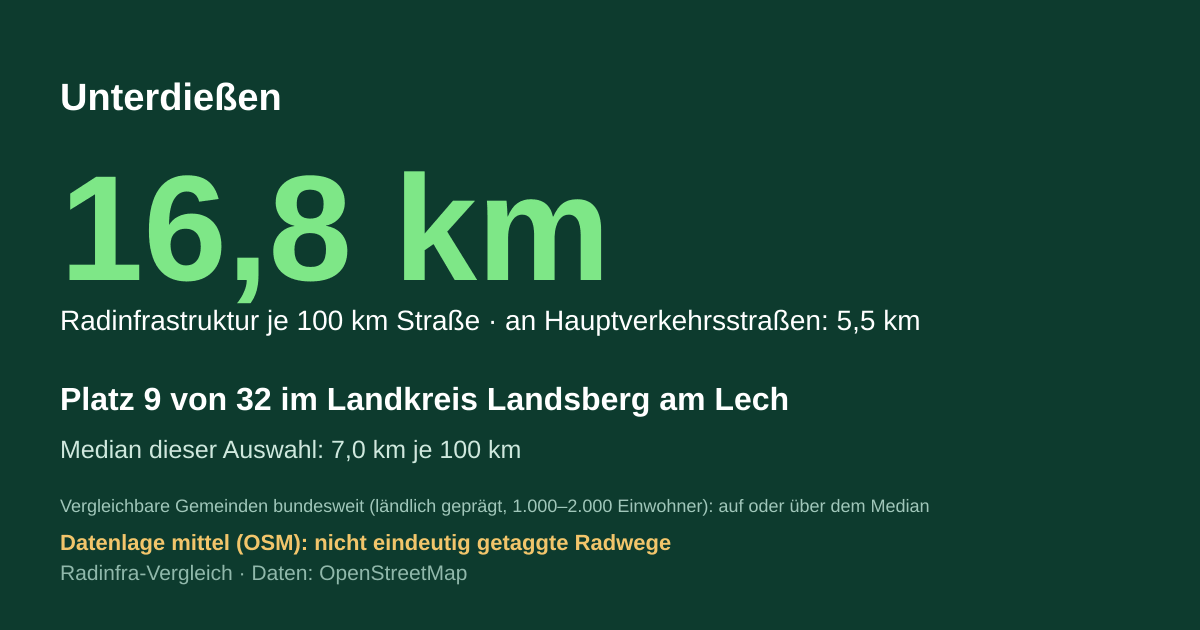 Unterdießen
16,8 km
Radinfrastruktur je 100 km Straße · an Hauptverkehrsstraßen: 5,5 km
Platz 9 von 32 im Landkreis Landsberg am Lech
Median dieser Auswahl: 7,0 km je 100 km
Vergleichbare Gemeinden bundesweit (ländlich geprägt, 1.000–2.000 Einwohner): auf oder über dem Median
Datenlage mittel (OSM): nicht eindeutig getaggte Radwege
Radinfra-Vergleich · Daten: OpenStreetMap